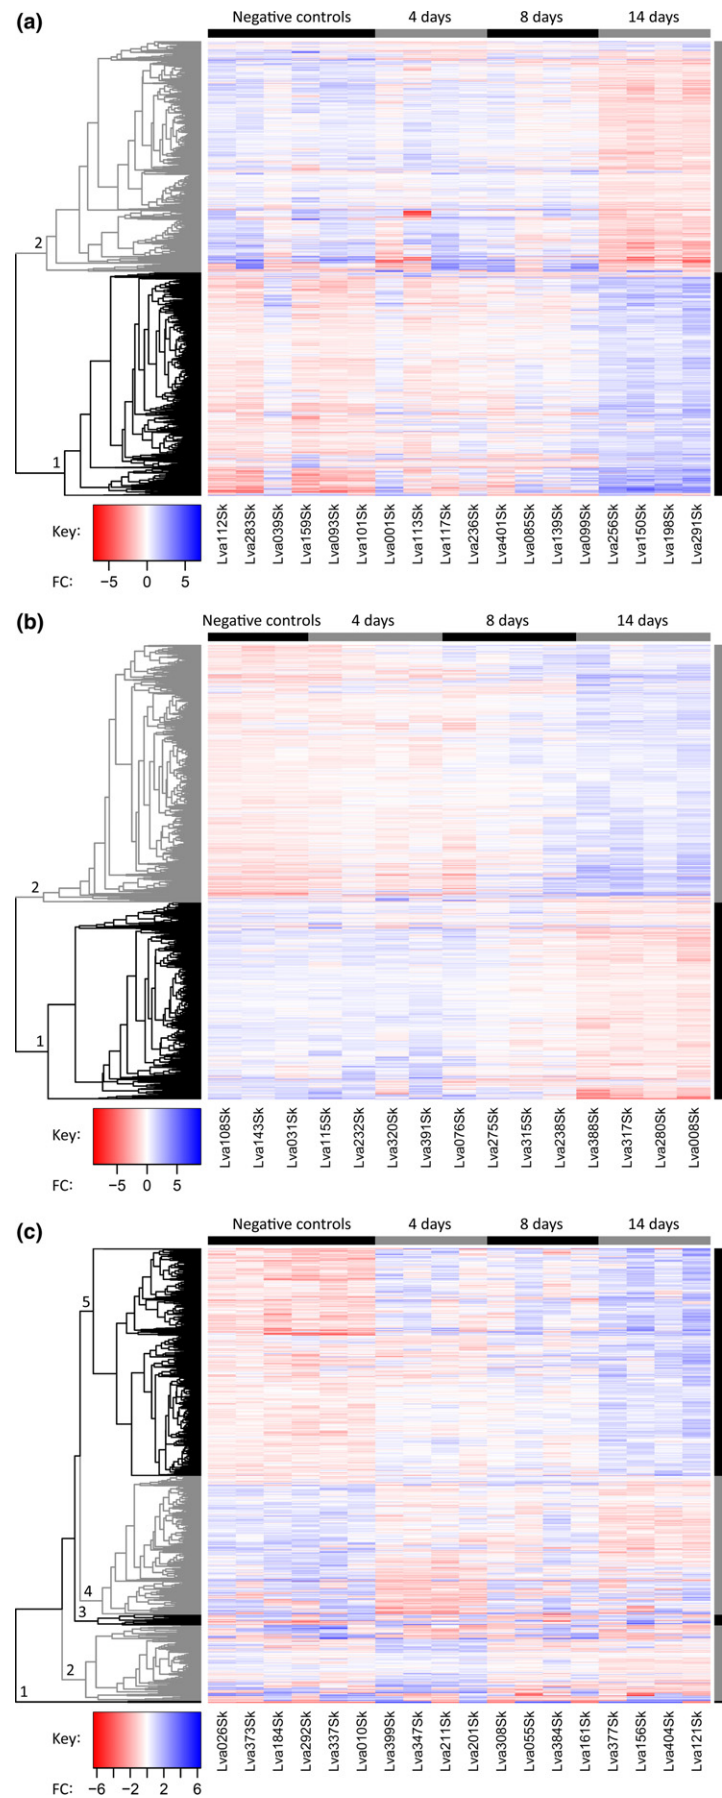 (a)
Negative controls 4 days 8 days 14 days
2
1
Key:
FC: −5 0 5
Lva112Sk
Lva283Sk
Lva039Sk
Lva159Sk
Lva093Sk
Lva101Sk
Lva001Sk
Lva113Sk
Lva117Sk
Lva236Sk
Lva401Sk
Lva085Sk
Lva139Sk
Lva099Sk
Lva256Sk
Lva150Sk
Lva198Sk
Lva291Sk
(b)
Negative controls 4 days 8 days 14 days
2
1
Key:
FC: −5 0 5
Lva108Sk
Lva143Sk
Lva031Sk
Lva115Sk
Lva232Sk
Lva320Sk
Lva391Sk
Lva076Sk
Lva275Sk
Lva315Sk
Lva238Sk
Lva388Sk
Lva317Sk
Lva280Sk
Lva008Sk
(c)
Negative controls 4 days 8 days 14 days
5
4
3
2
1
Key:
FC: −6 −2 2 6
Lva026Sk
Lva373Sk
Lva184Sk
Lva292Sk
Lva337Sk
Lva010Sk
Lva399Sk
Lva347Sk
Lva211Sk
Lva201Sk
Lva308Sk
Lva055Sk
Lva384Sk
Lva161Sk
Lva377Sk
Lva156Sk
Lva404Sk
Lva121Sk